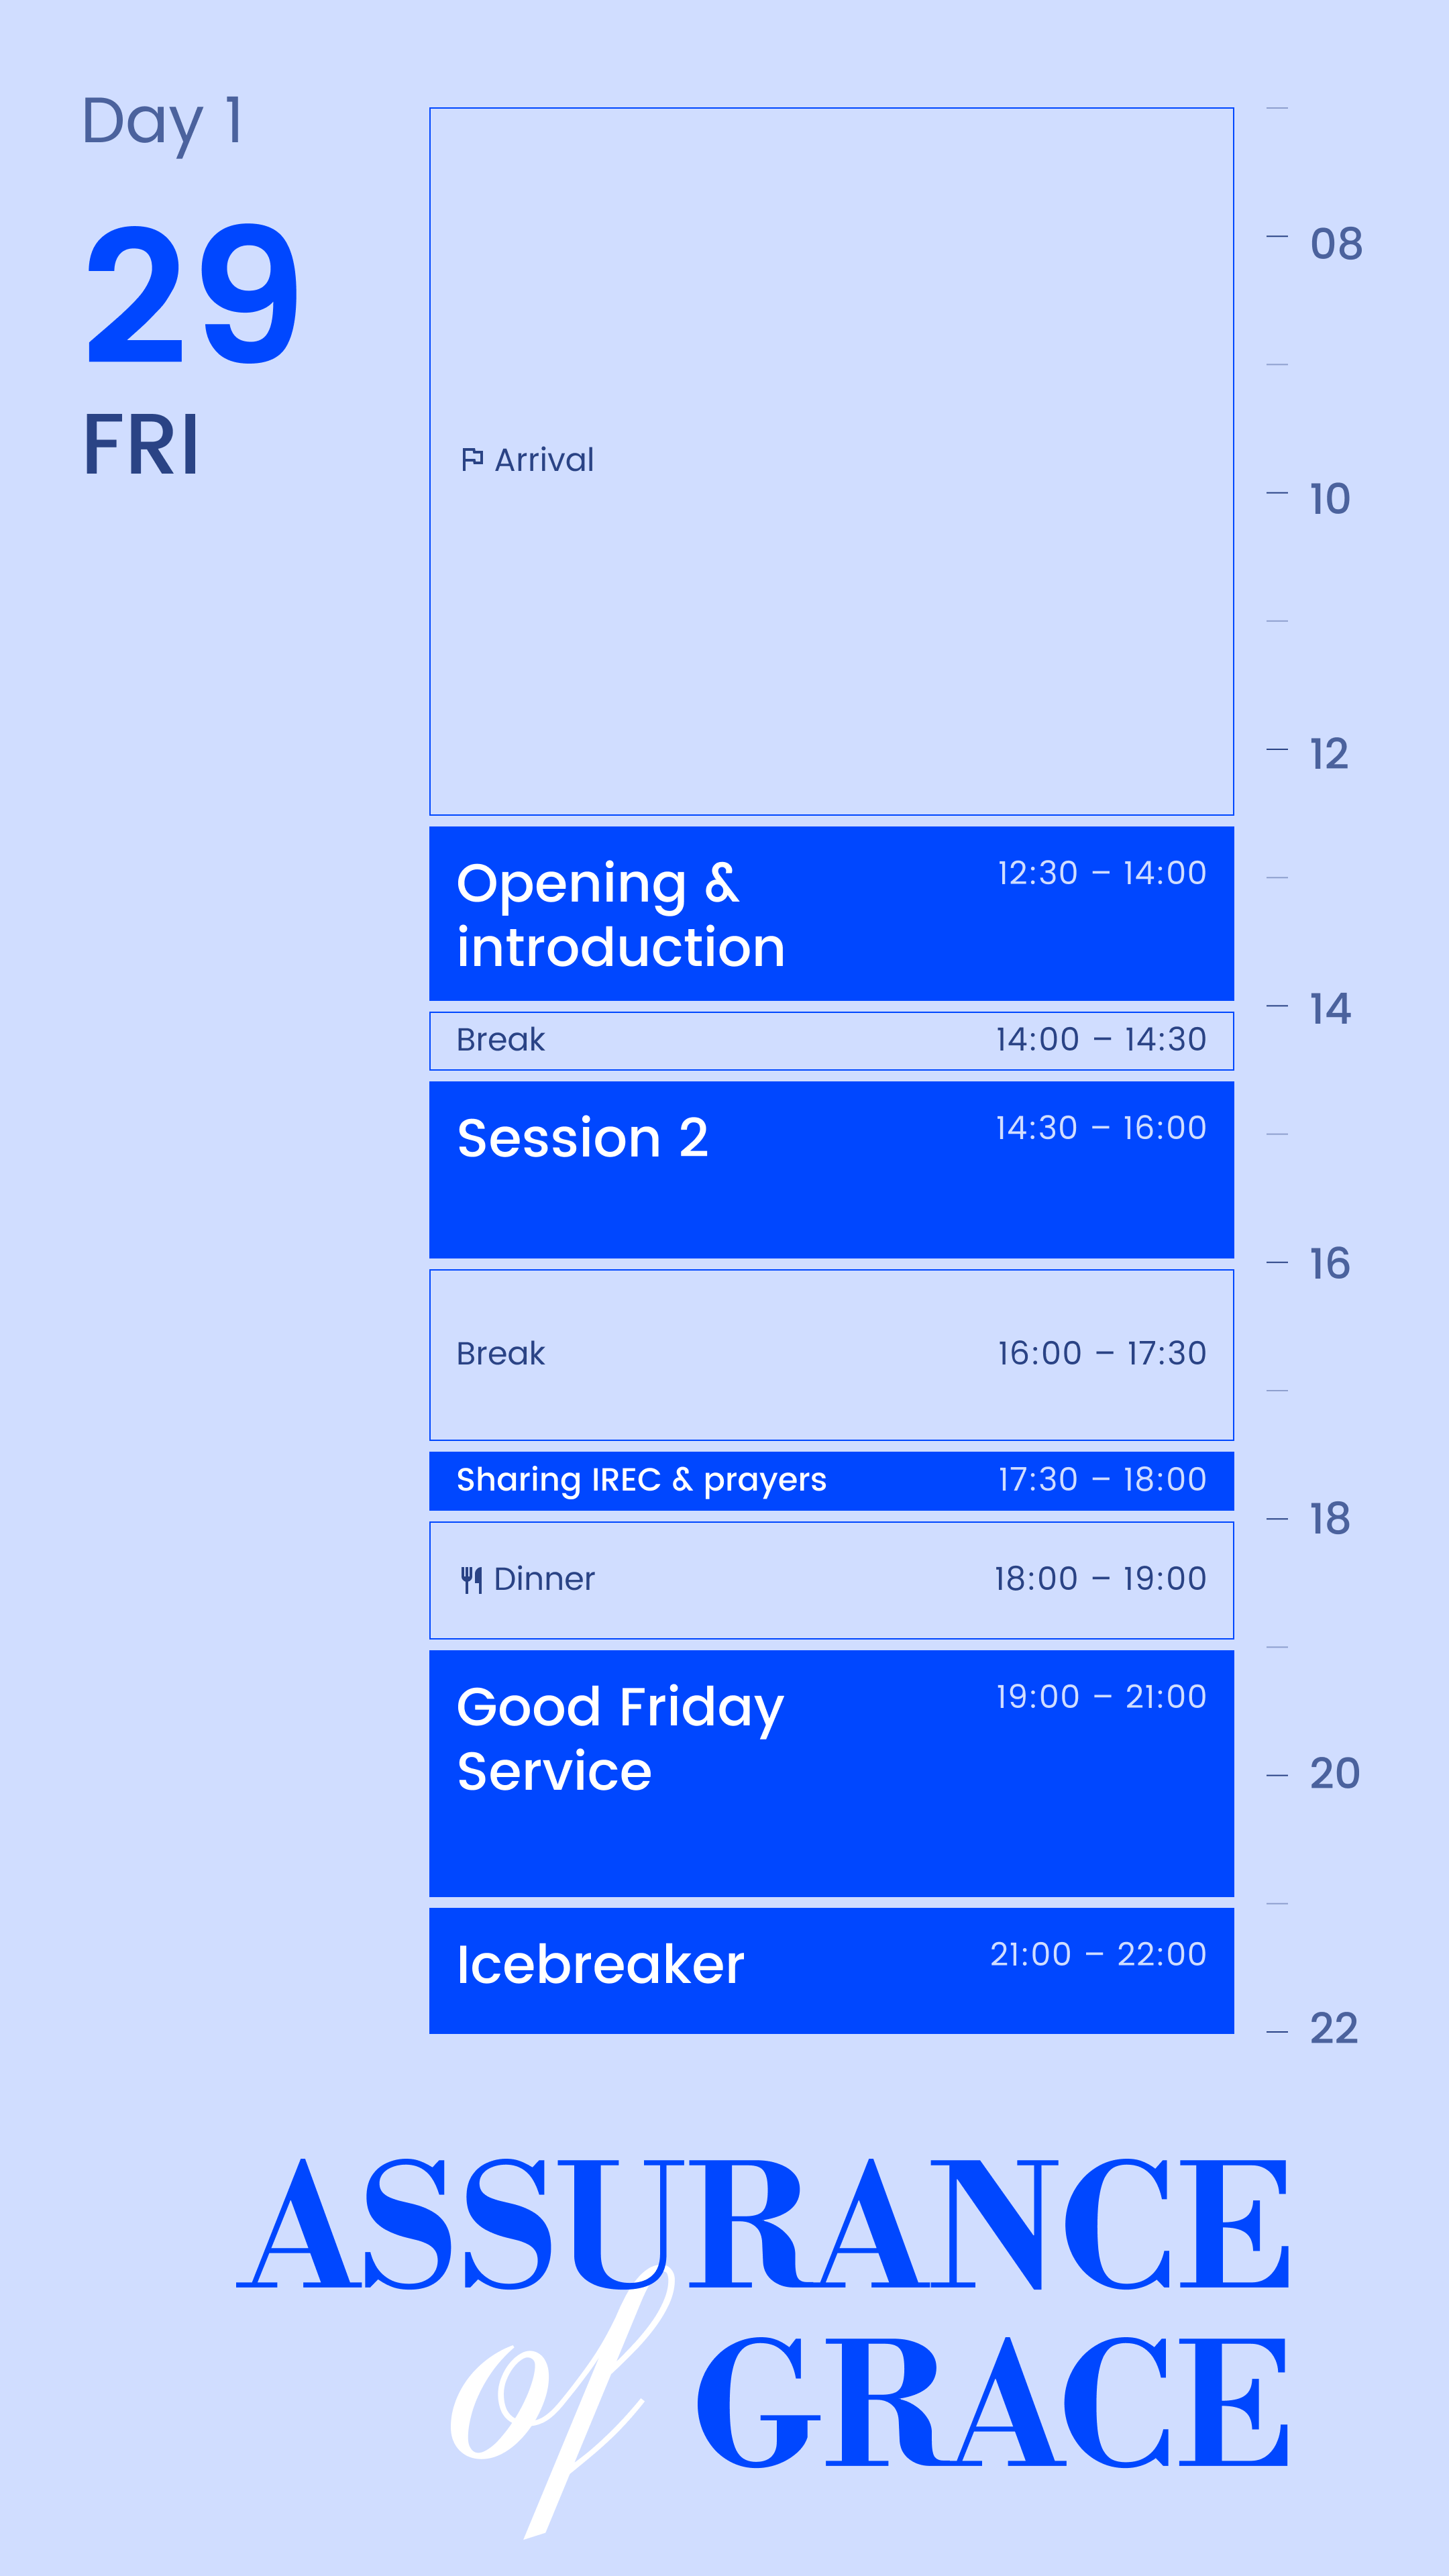 Day 1
29
FRI
08
Arrival
10
12
Opening & 12:30 – 14:00
introduction
14
Break 14:00 – 14:30
Session 2 14:30 – 16:00
16
Break 16:00 – 17:30
Sharing IREC & prayers 17:30 – 18:00
18
Dinner 18:00 – 19:00
Good Friday 19:00 – 21:00
Service
20
Icebreaker 21:00 – 22:00
22
ASSURANCE
of GRACE